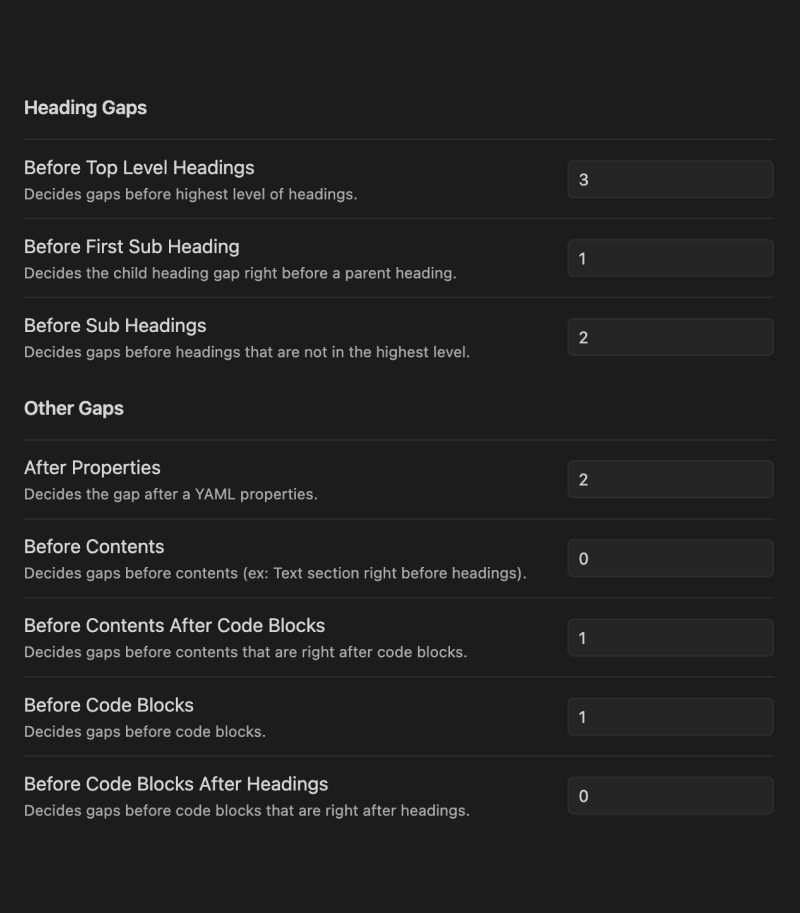 Heading Gaps
Before Top Level Headings
Decides gaps before highest level of headings.
3
Before First Sub Heading
Decides the child heading gap right before a parent heading.
1
Before Sub Headings
Decides gaps before headings that are not in the highest level.
2
Other Gaps
After Properties
Decides the gap after a YAML properties.
2
Before Contents
Decides gaps before contents (ex: Text section right before headings).
0
Before Contents After Code Blocks
Decides gaps before contents that are right after code blocks.
1
Before Code Blocks
Decides gaps before code blocks.
1
Before Code Blocks After Headings
Decides gaps before code blocks that are right after headings.
0